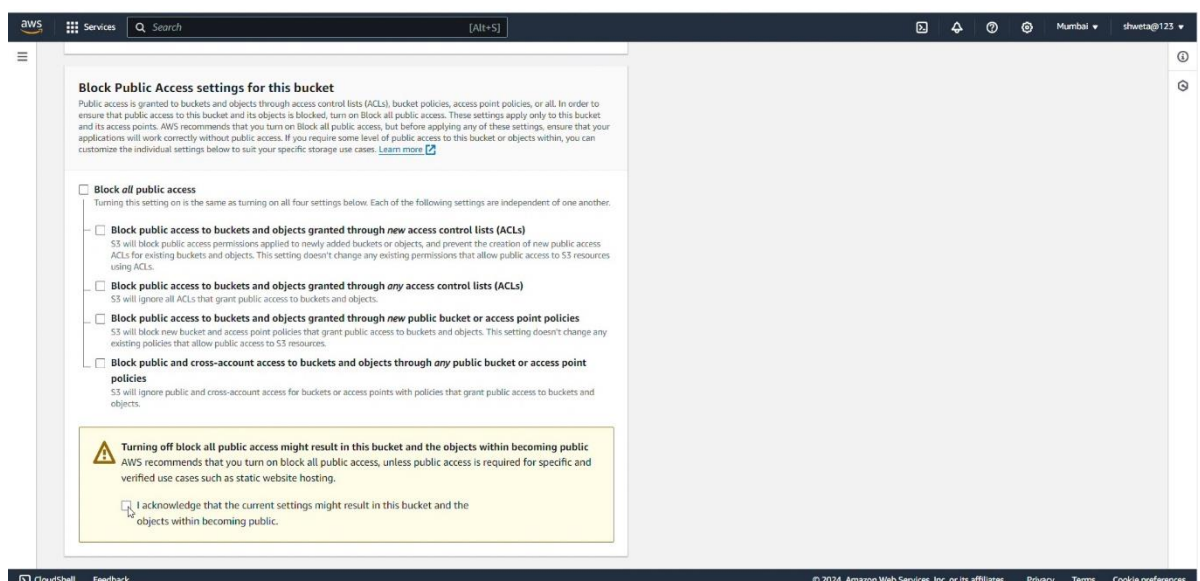 aws
Services
Search
[Alt+S]
Mumbai
shweta@123
Block Public Access settings for this bucket
Public access is granted to buckets and objects through access control lists (ACLs), bucket policies, access point policies, or all. In order to
ensure that public access to this bucket and its objects is blocked, turn on Block all public access. These settings apply only to this bucket
and its access points. AWS recommends that you turn on Block all public access, but before applying any of these settings, ensure that your
applications will work correctly without public access. If you require some level of public access to this bucket or objects within, you can
customize the individual settings below to suit your specific storage use cases. Learn more
Block all public access
Turning this setting on is the same as turning on all four settings below. Each of the following settings are independent of one another.
Block public access to buckets and objects granted through new access control lists (ACLs)
S3 will block public access permissions applied to newly added buckets or objects, and prevent the creation of new public access
ACLs for existing buckets and objects. This setting doesn't change any existing permissions that allow public access to S3 resources
using ACLs.
Block public access to buckets and objects granted through any access control lists (ACLs)
S3 will ignore all ACLs that grant public access to buckets and objects.
Block public access to buckets and objects granted through new public bucket or access point policies
S3 will block new bucket and access point policies that grant public access to buckets and objects. This setting doesn't change any
existing policies that allow public access to S3 resources.
Block public and cross-account access to buckets and objects through any public bucket or access point
policies
S3 will ignore public and cross-account access for buckets or access points with policies that grant public access to buckets and
objects.
Turning off block all public access might result in this bucket and the objects within becoming public
AWS recommends that you turn on block all public access, unless public access is required for specific and
verified use cases such as static website hosting.
I acknowledge that the current settings might result in this bucket and the
objects within becoming public.
CloudShell Feedback © 2024, Amazon Web Services, Inc. or its affiliates. Privacy Terms Cookie preferences